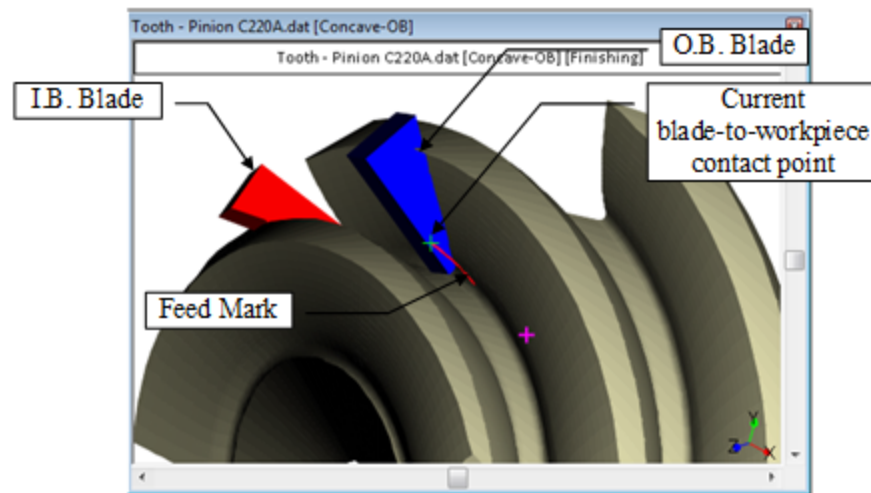 Tooth - Pinion C220A.dat [Concave-OB]
Tooth - Pinion C220A.dat [Concave-OB] [Finishing]
O.B. Blade
I.B. Blade
Current
blade-to-workpiece
contact point
Feed Mark
Y
Z
X